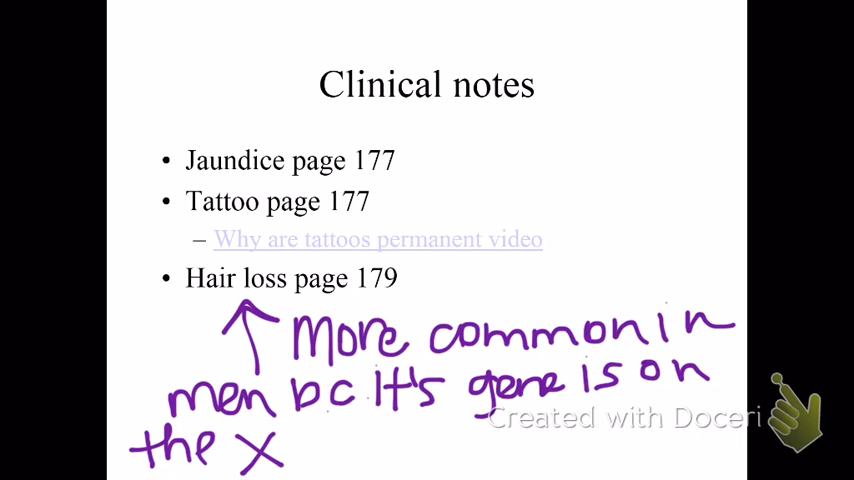 Clinical notes
• Jaundice page 177
• Tattoo page 177
– Why are tattoos permanent video
• Hair loss page 179
More common in
men bc it's gene is on
Created with Doceri
the X